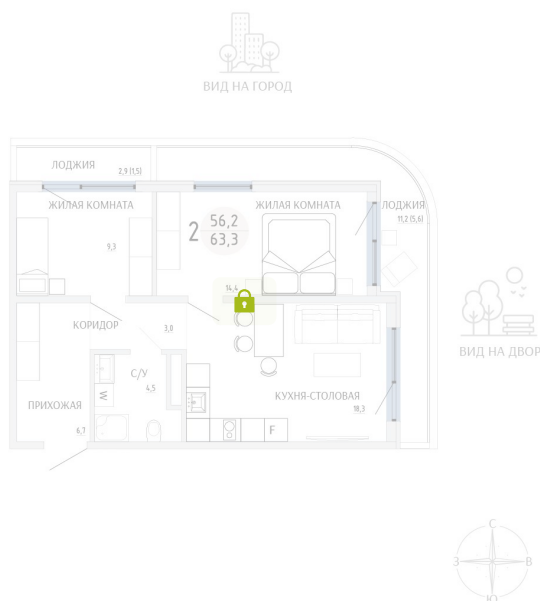 ВИД НА ГОРОД
ЛОДЖИЯ
2,9 (1,5)
ЖИЛАЯ КОМНАТА
9,3
2
56,2
63,3
ЖИЛАЯ КОМНАТА
14,4
ЛОДЖИЯ
11,2 (5,6)
ВИД НА ДВОР
КОРИДОР
3,0
С/У
4,5
W
ПРИХОЖАЯ
6,7
КУХНЯ-СТОЛОВАЯ
18,3
F
С
З
В
Ю